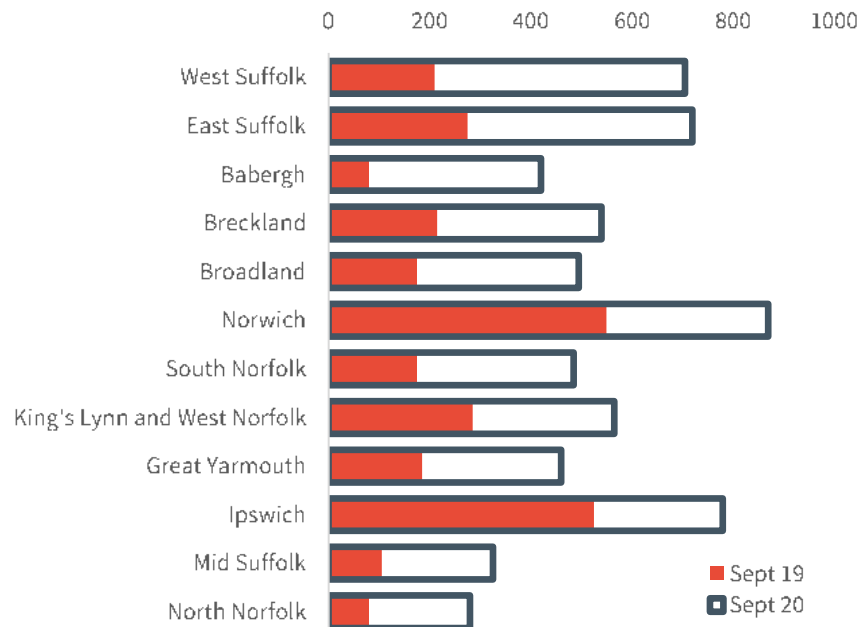 0 200 400 600 800 1000
West Suffolk
East Suffolk
Babergh
Breckland
Broadland
Norwich
South Norfolk
King's Lynn and West Norfolk
Great Yarmouth
Ipswich
Mid Suffolk
North Norfolk
Sept 19
Sept 20